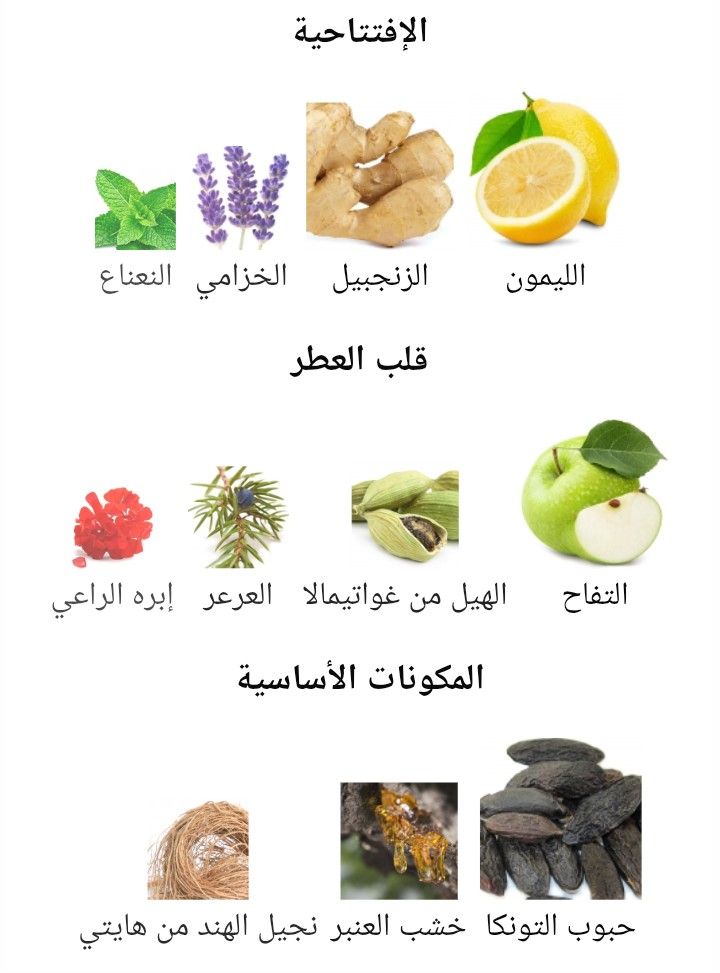 الإفتتاحية
الليمون الزنجبيل الخزامي النعناع
قلب العطر
التفاح الهيل من غواتيمالا العرعر إبره الراعي
المكونات الأساسية
حبوب التونكا خشب العنبر نجيل الهند من هايتي